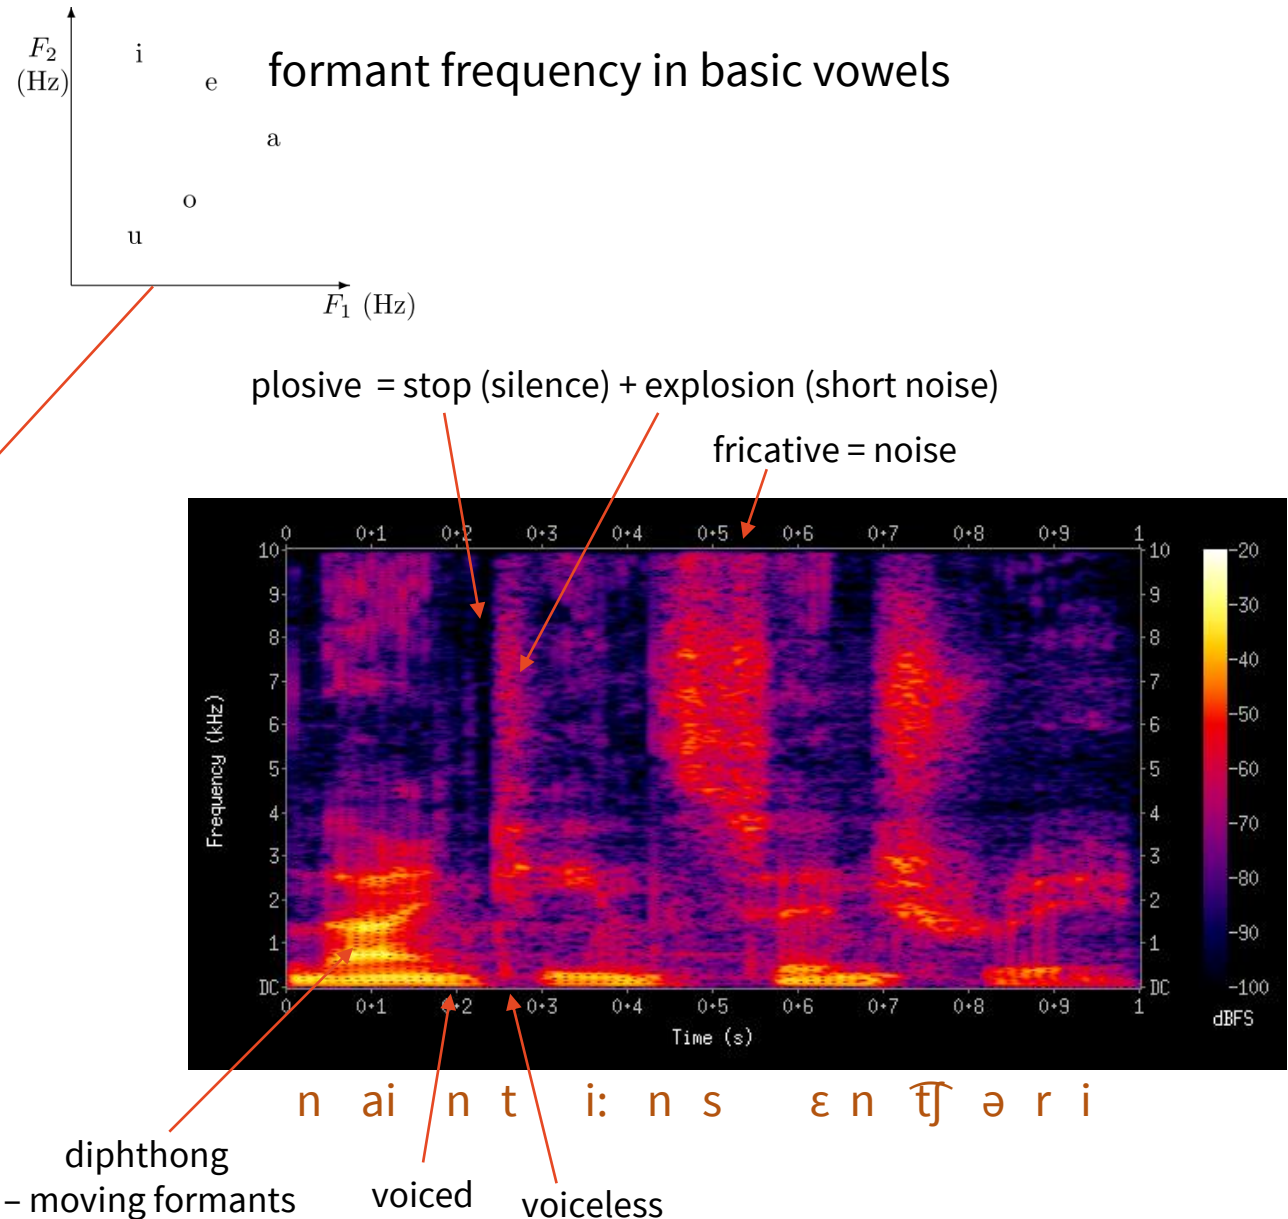 F₂
(Hz)
i
e
a
o
u
F₁ (Hz)
formant frequency in basic vowels
plosive = stop (silence) + explosion (short noise)
fricative = noise
0 0+1 0+2 0+3 0+4 0+5 0+6 0+7 0+8 0+9 1
10 10 -20
9 9 -30
8 8 -40
7 7 -50
6 6 -60
5 5 -70
4 4 -80
3 3 -90
2 2 -100
1 1
DC DC
Frequency (kHz)
dBFS
0 0+1 0+2 0+3 0+4 0+5 0+6 0+7 0+8 0+9 1
Time (s)
n ai n t i: n s ɛ n t͡ʃ ə r i
diphthong
– moving formants
voiced
voiceless